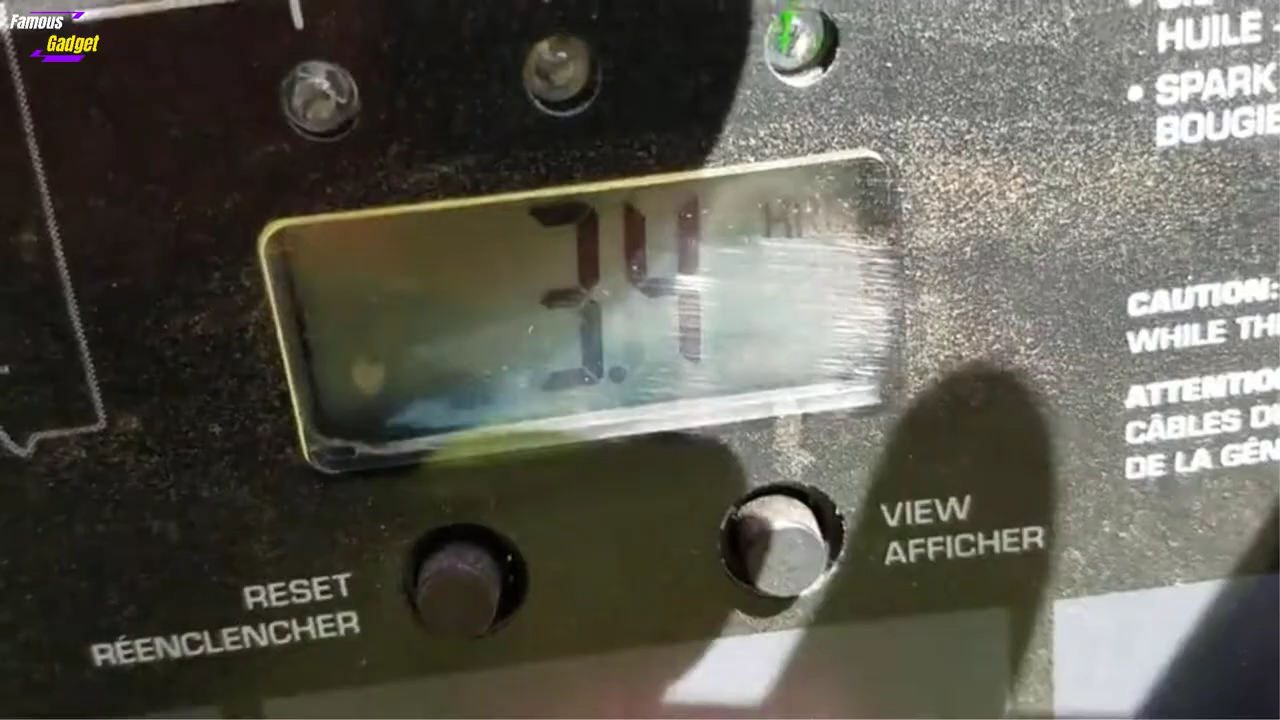 Famous
Gadget
HUILE
• SPARK
BOUGIE
3.4
CAUTION:
WHILE TH
ATTENTIO
CÂBLES D
DE LA GÉN
VIEW
AFFICHER
RESET
RÉENCLENCHER